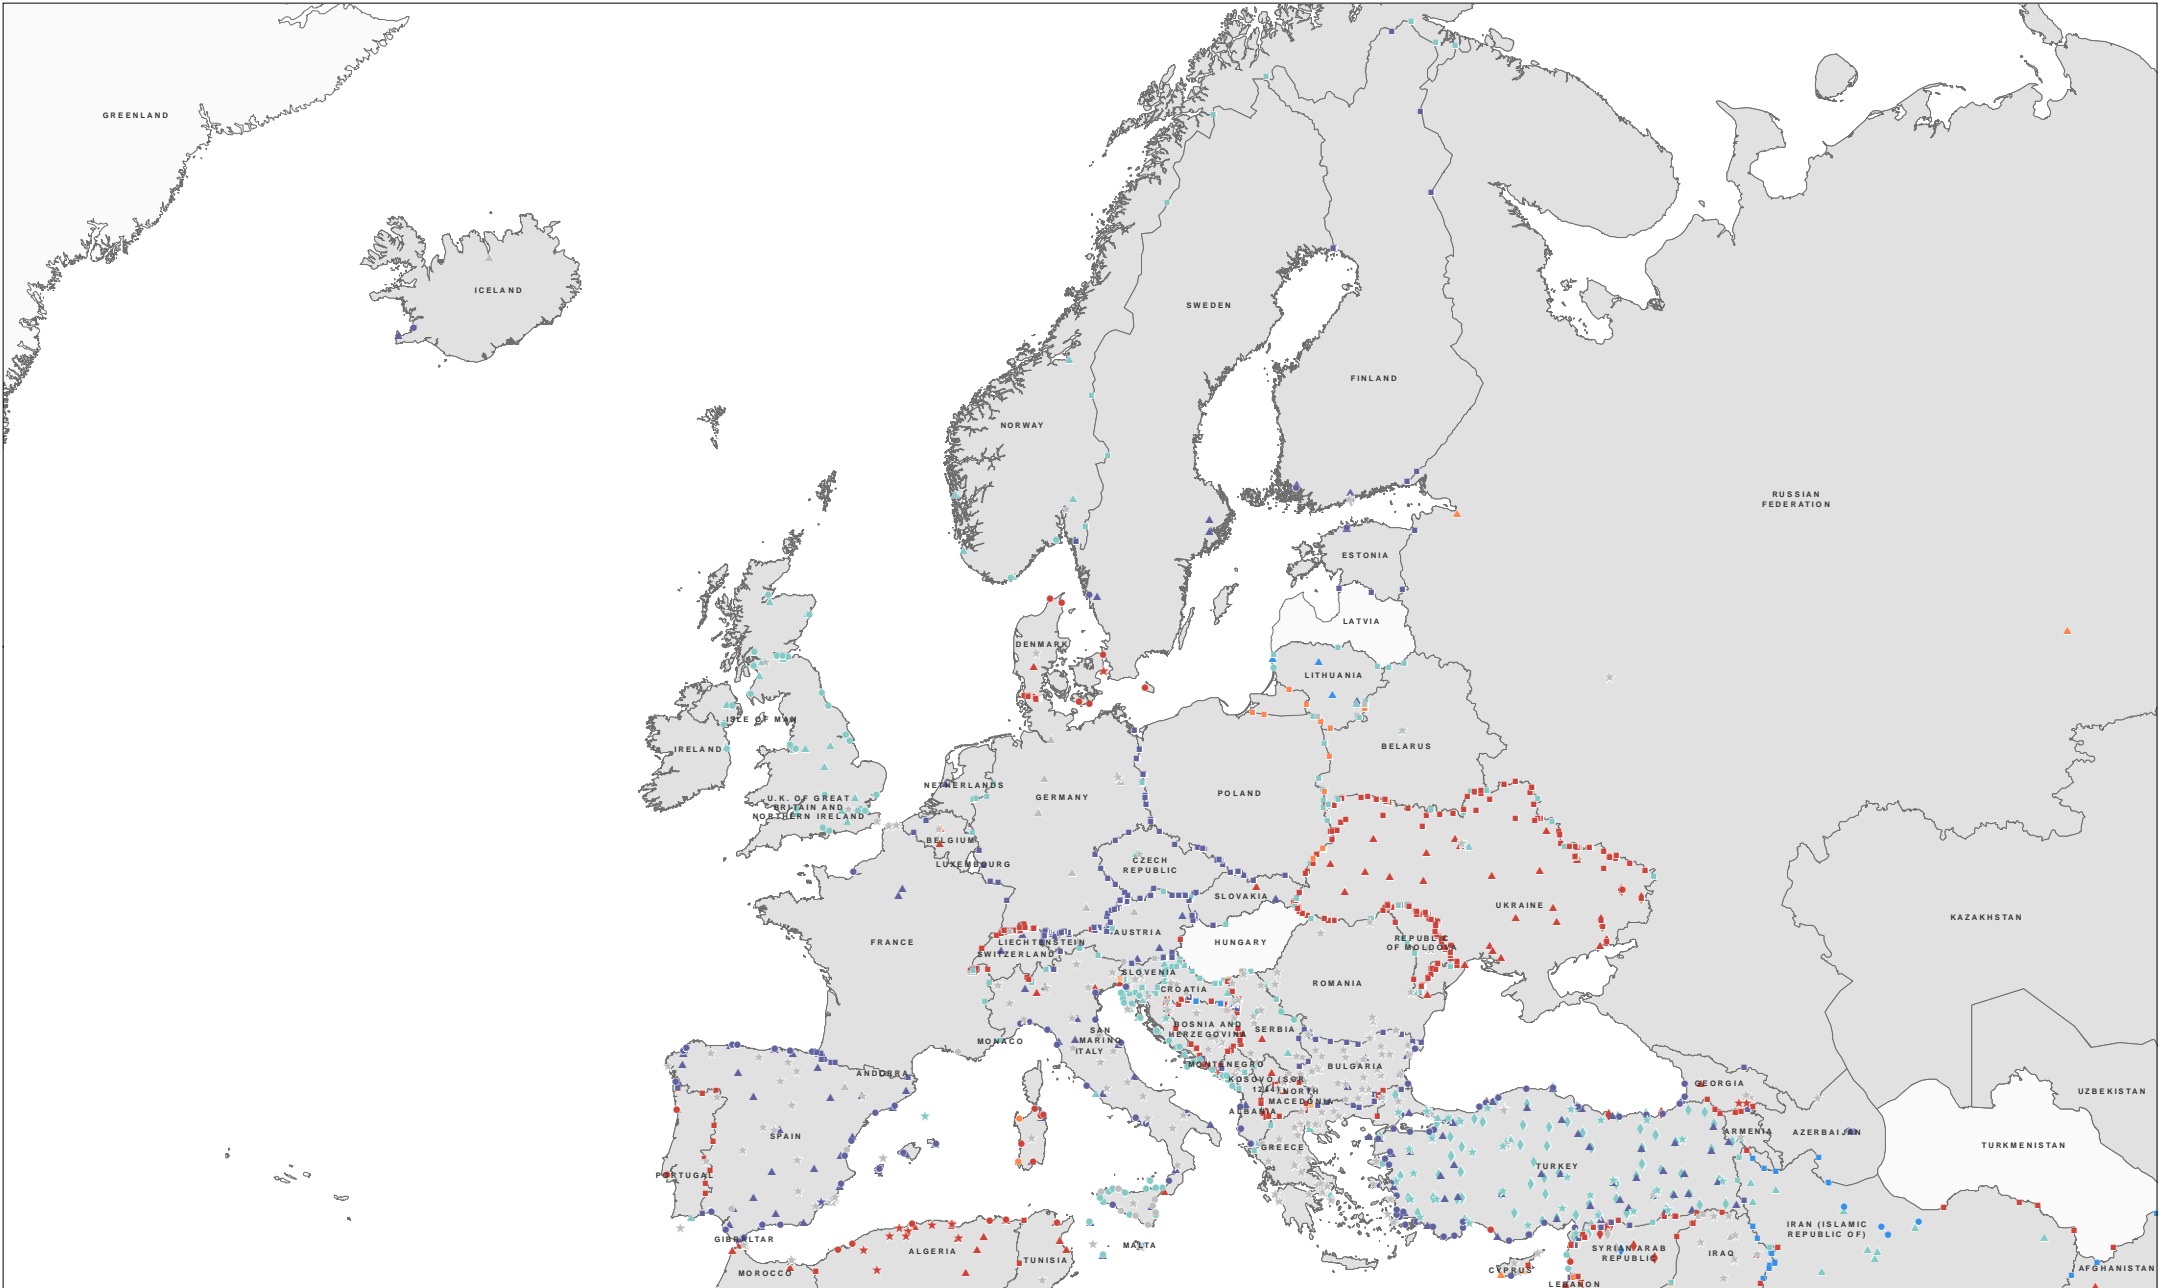 GREENLAND
ICELAND
SWEDEN
FINLAND
NORWAY
RUSSIAN
FEDERATION
ESTONIA
LATVIA
DENMARK
LITHUANIA
ISLE OF MAN
IRELAND
BELARUS
NETHERLANDS
GERMANY
POLAND
U.K. OF GREAT
BRITAIN AND
NORTHERN IRELAND
BELGIUM
LUXEMBOURG
CZECH
REPUBLIC
SLOVAKIA
UKRAINE
KAZAKHSTAN
FRANCE
LIECHTENSTEIN
AUSTRIA
HUNGARY
REPUBLIC
OF MOLDOVA
SWITZERLAND
SLOVENIA
CROATIA
ROMANIA
BOSNIA AND
HERZEGOVINA
SERBIA
SAN
MARINO
MONACO
ITALY
MONTENEGRO
BULGARIA
ANDORRA
KOSOVO (SCR
1244)
NORTH
MACEDONIA
GEORGIA
UZBEKISTAN
ALBANIA
SPAIN
ARMENIA
AZERBAIJAN
GREECE
TURKMENISTAN
PORTUGAL
TURKEY
GIBRALTAR
ALGERIA
MALTA
TUNISIA
MOROCCO
CYPRUS
SYRIAN ARAB
REPUBLIC
IRAQ
IRAN (ISLAMIC
REPUBLIC OF)
AFGHANISTAN
LEBANON